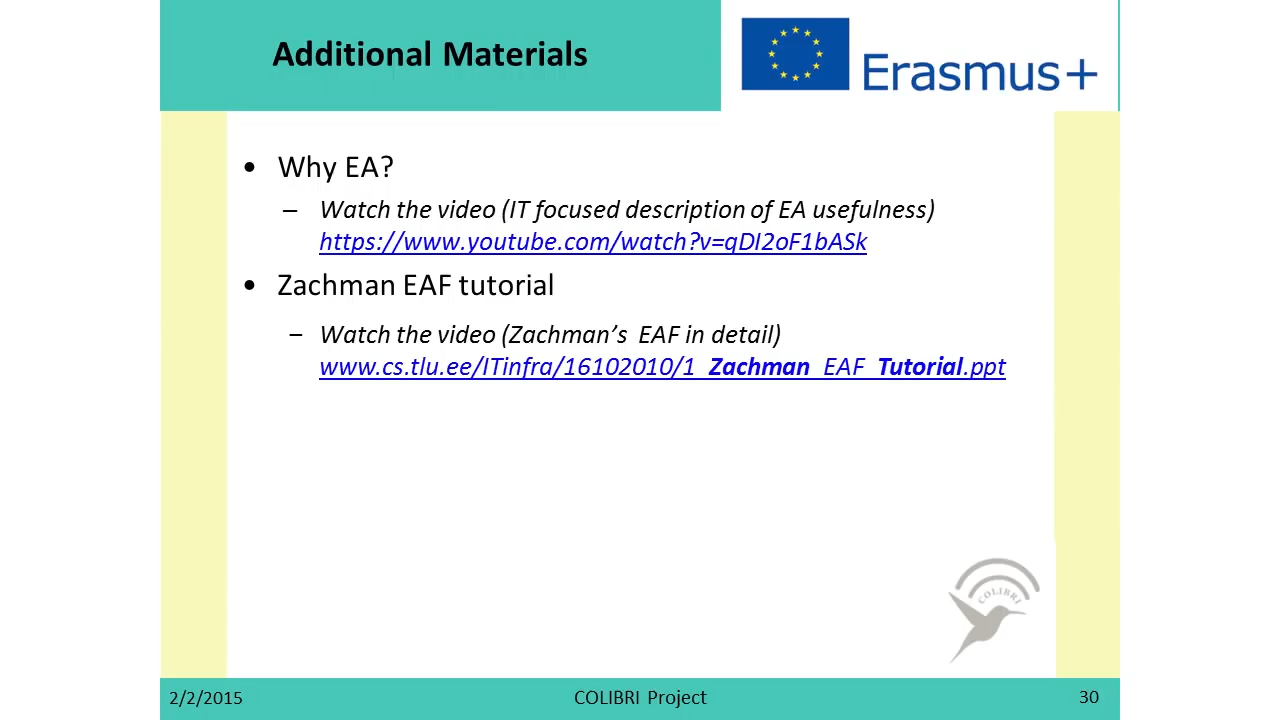 Additional Materials
Erasmus+
• Why EA?
– Watch the video (IT focused description of EA usefulness)
https://www.youtube.com/watch?v=qDI2oF1bASk
• Zachman EAF tutorial
– Watch the video (Zachman’s EAF in detail)
www.cs.tlu.ee/ITinfra/16102010/1_Zachman_EAF_Tutorial.ppt
COLIBRI
2/2/2015
COLIBRI Project
30